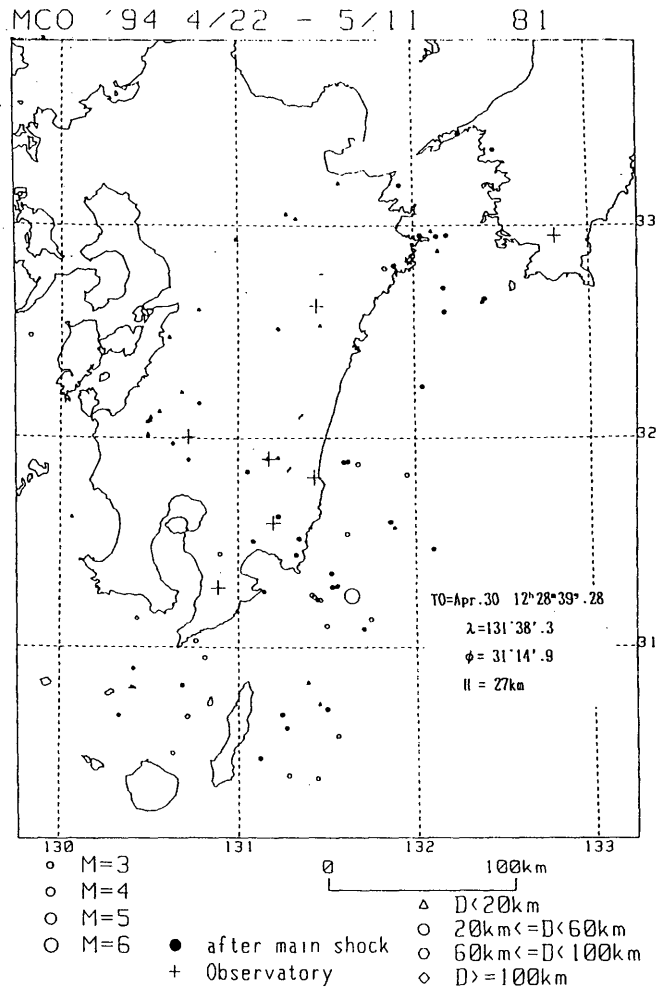 MCO '94 4/22 - 5/11 81
33
32
T0=Apr.30 12ʰ28ᵐ39ˢ.28
λ=131°38'.3
φ= 31°14'.9
31
H = 27km
130 131 132 133
0 100km
M=3
M=4
M=5
M=6
after main shock
Observatory
D<20km
20km<=D<60km
60km<=D<100km
D>=100km